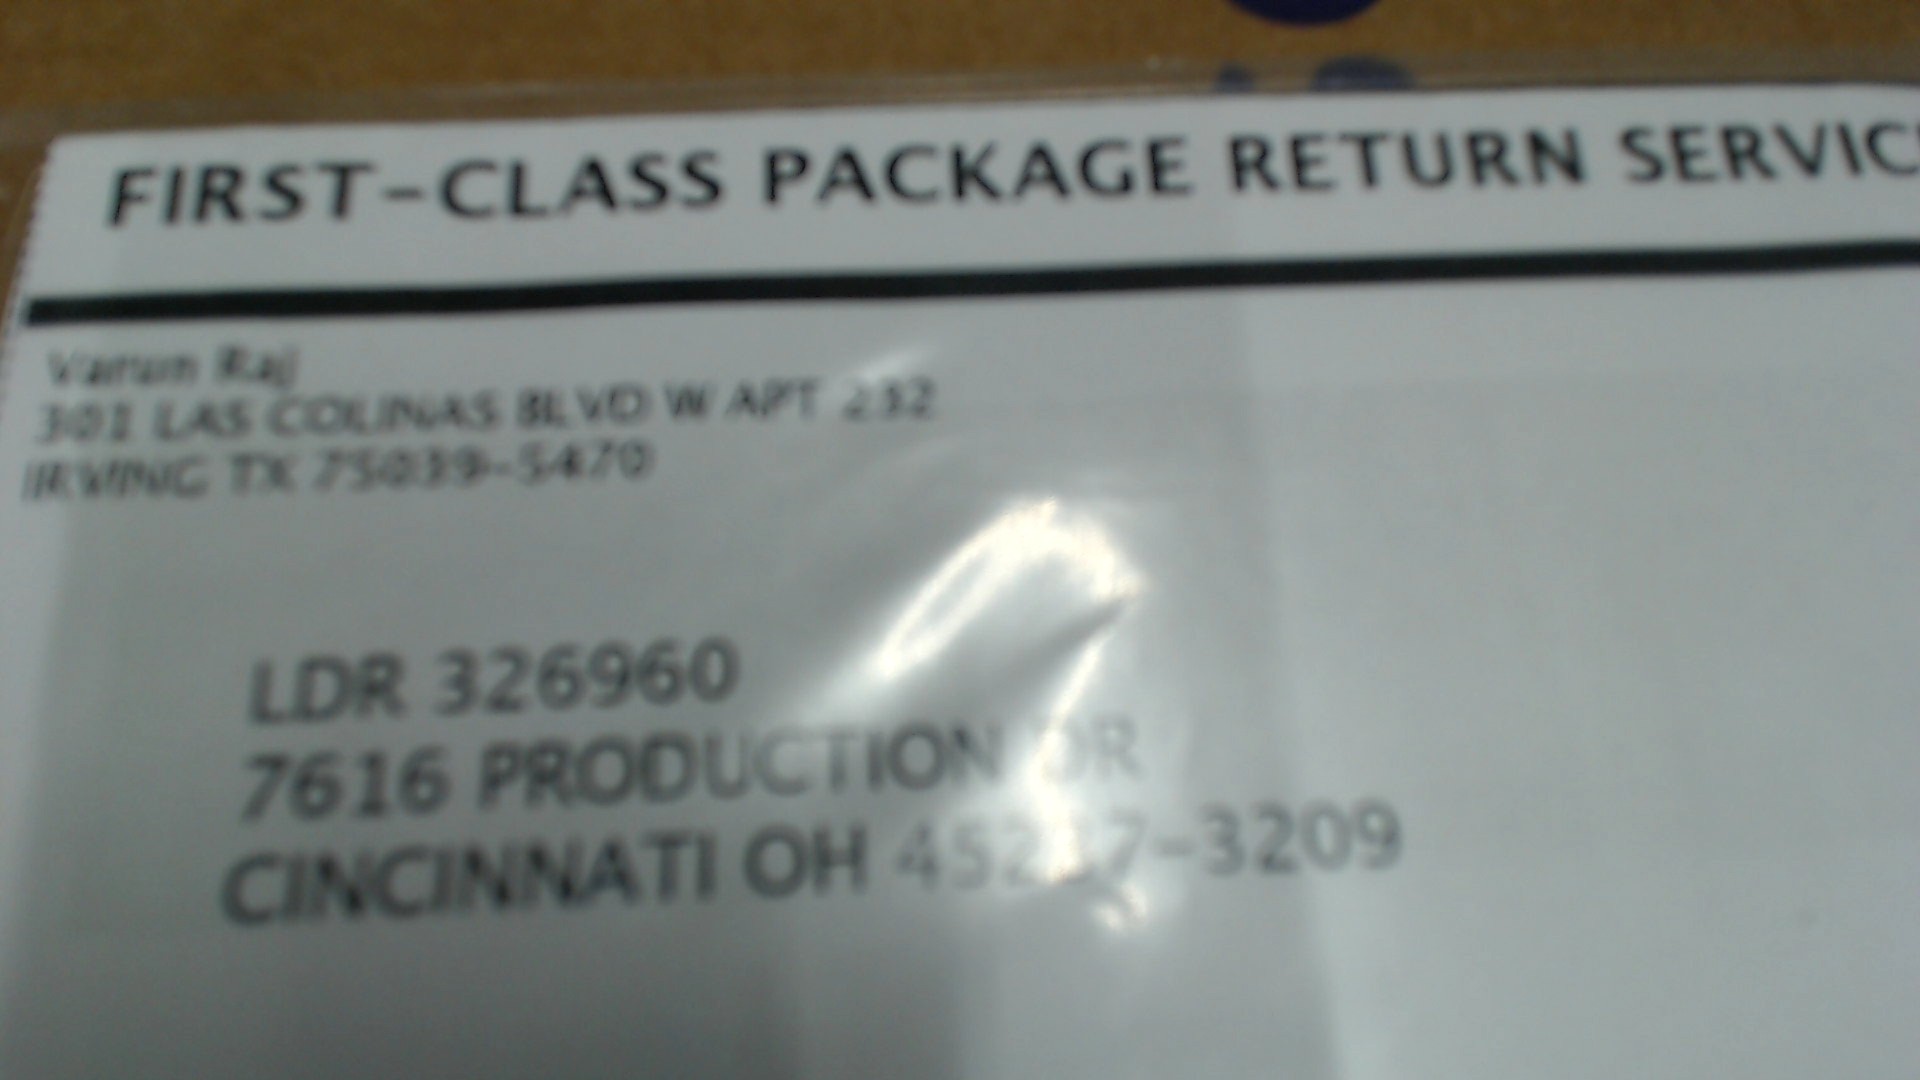 FIRST-CLASS PACKAGE RETURN SERVIC
Varun Raj
301 LAS COLINAS BLVD W APT 232
IRVING TX 75039-5470
LDR 326960
7616 PRODUCTION DR
CINCINNATI OH